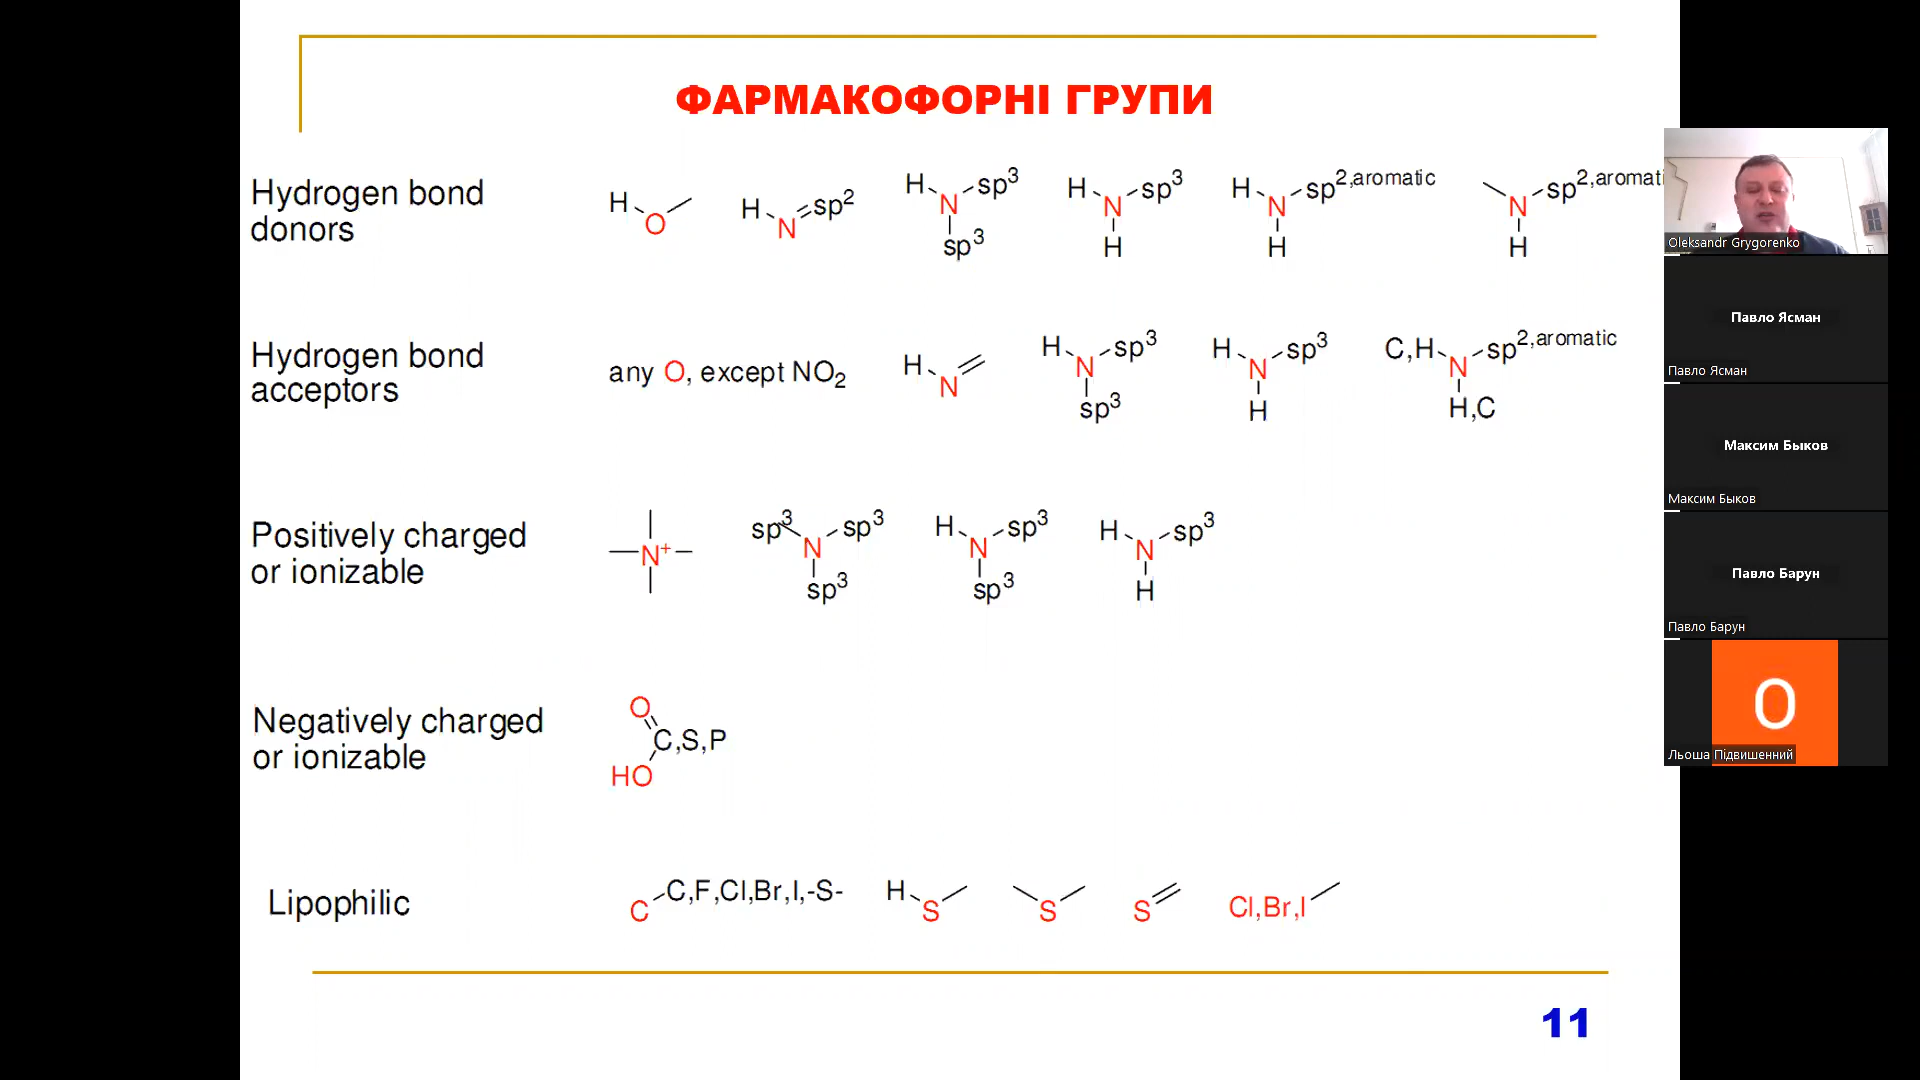 ФАРМАКОФОРНІ ГРУПИ
Hydrogen bond
donors
H O
H N sp2
H N sp3 sp3
H N sp3 H
H N sp2,aromatic H
N sp2,aromati H
Hydrogen bond
acceptors
any O, except NO2
H N
H N sp3 sp3
H N sp3 H
C,H N sp2,aromatic H,C
Positively charged
or ionizable
N+
sp3 N sp3 sp3
H N sp3 sp3
H N sp3 H
Negatively charged
or ionizable
O
C,S,P
HO
Lipophilic
C C,F,Cl,Br,I,-S-
H S
S
S
Cl,Br,I
11
Oleksandr Grygorenko
Павло Ясман
Павло Ясман
Максим Быков
Максим Быков
Павло Барун
Павло Барун
O
Льоша Підвишенний